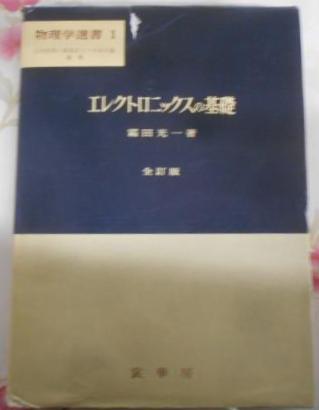 物理学選書 1
エレクトロニックスの基礎
霜田光一著
全訂版
裳華房